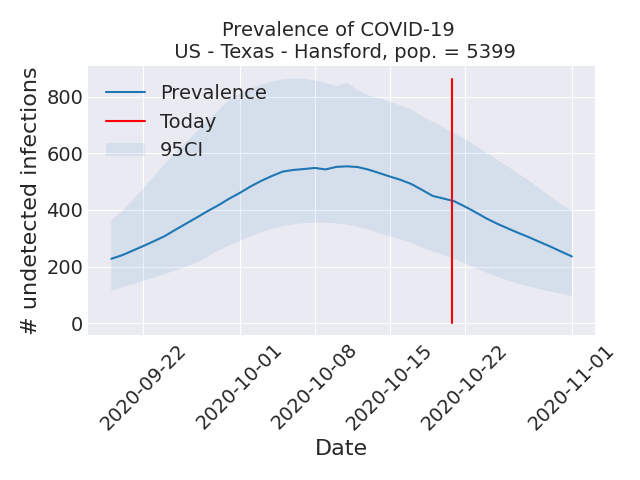 Prevalence of COVID-19
US - Texas - Hansford, pop. = 5399
# undetected infections
800
600
400
200
0
Prevalence
Today
95CI
2020-09-22
2020-10-01
2020-10-08
2020-10-15
2020-10-22
2020-11-01
Date